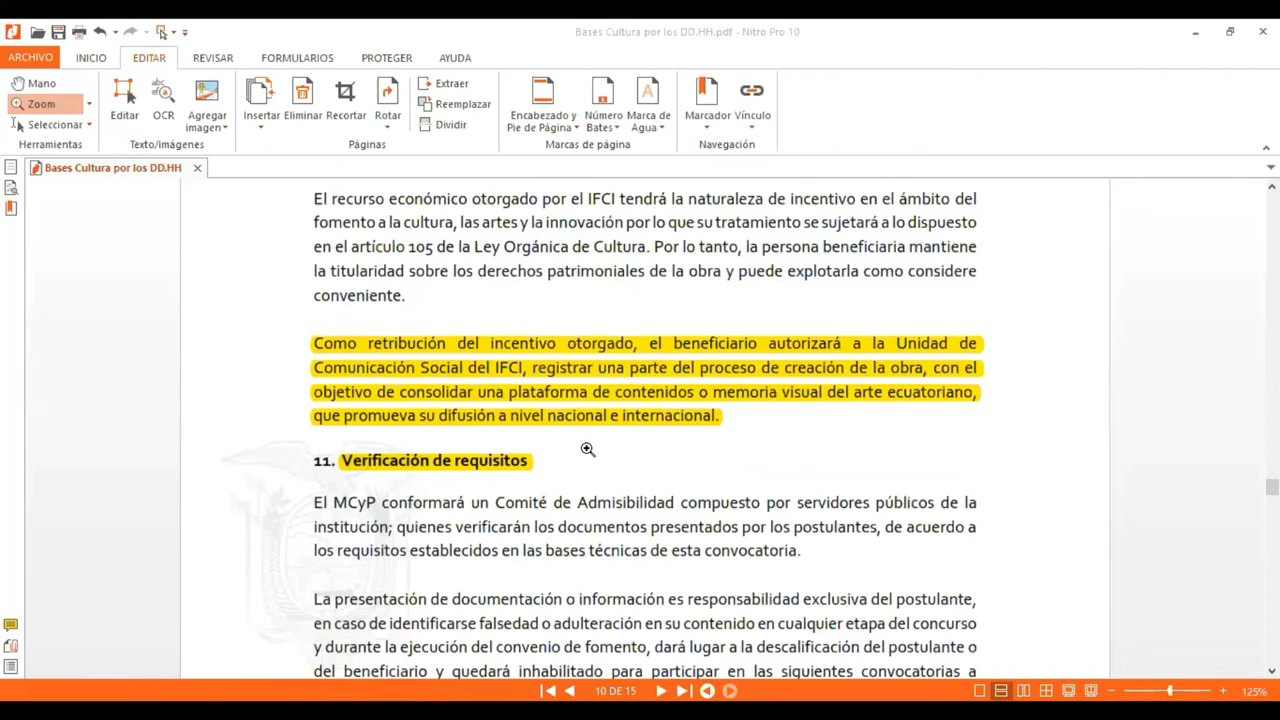 Bases Cultura por los DD.HH.pdf - Nitro Pro 10
ARCHIVO INICIO EDITAR REVISAR FORMULARIOS PROTEGER AYUDA
Mano
Zoom
Seleccionar
Herramientas
Editar
abc
OCR
Agregar imagen
Texto/imágenes
Insertar
Eliminar
Recortar
Rotar
Extraer
Reemplazar
Dividir
Páginas
Encabezado y Pie de Página
Número Bates
Marca de Agua
Marcas de página
Marcador
Vínculo
Navegación
Bases Cultura por los DD.HH
El recurso económico otorgado por el IFCI tendrá la naturaleza de incentivo en el ámbito del
fomento a la cultura, las artes y la innovación por lo que su tratamiento se sujetará a lo dispuesto
en el artículo 105 de la Ley Orgánica de Cultura. Por lo tanto, la persona beneficiaria mantiene
la titularidad sobre los derechos patrimoniales de la obra y puede explotarla como considere
conveniente.
Como retribución del incentivo otorgado, el beneficiario autorizará a la Unidad de
Comunicación Social del IFCI, registrar una parte del proceso de creación de la obra, con el
objetivo de consolidar una plataforma de contenidos o memoria visual del arte ecuatoriano,
que promueva su difusión a nivel nacional e internacional.
11. Verificación de requisitos
El MCyP conformará un Comité de Admisibilidad compuesto por servidores públicos de la
institución; quienes verificarán los documentos presentados por los postulantes, de acuerdo a
los requisitos establecidos en las bases técnicas de esta convocatoria.
La presentación de documentación o información es responsabilidad exclusiva del postulante,
en caso de identificarse falsedad o adulteración en su contenido en cualquier etapa del concurso
y durante la ejecución del convenio de fomento, dará lugar a la descalificación del postulante o
del beneficiario y quedará inhabilitado para participar en las siguientes convocatorias a
10 DE 15
125%